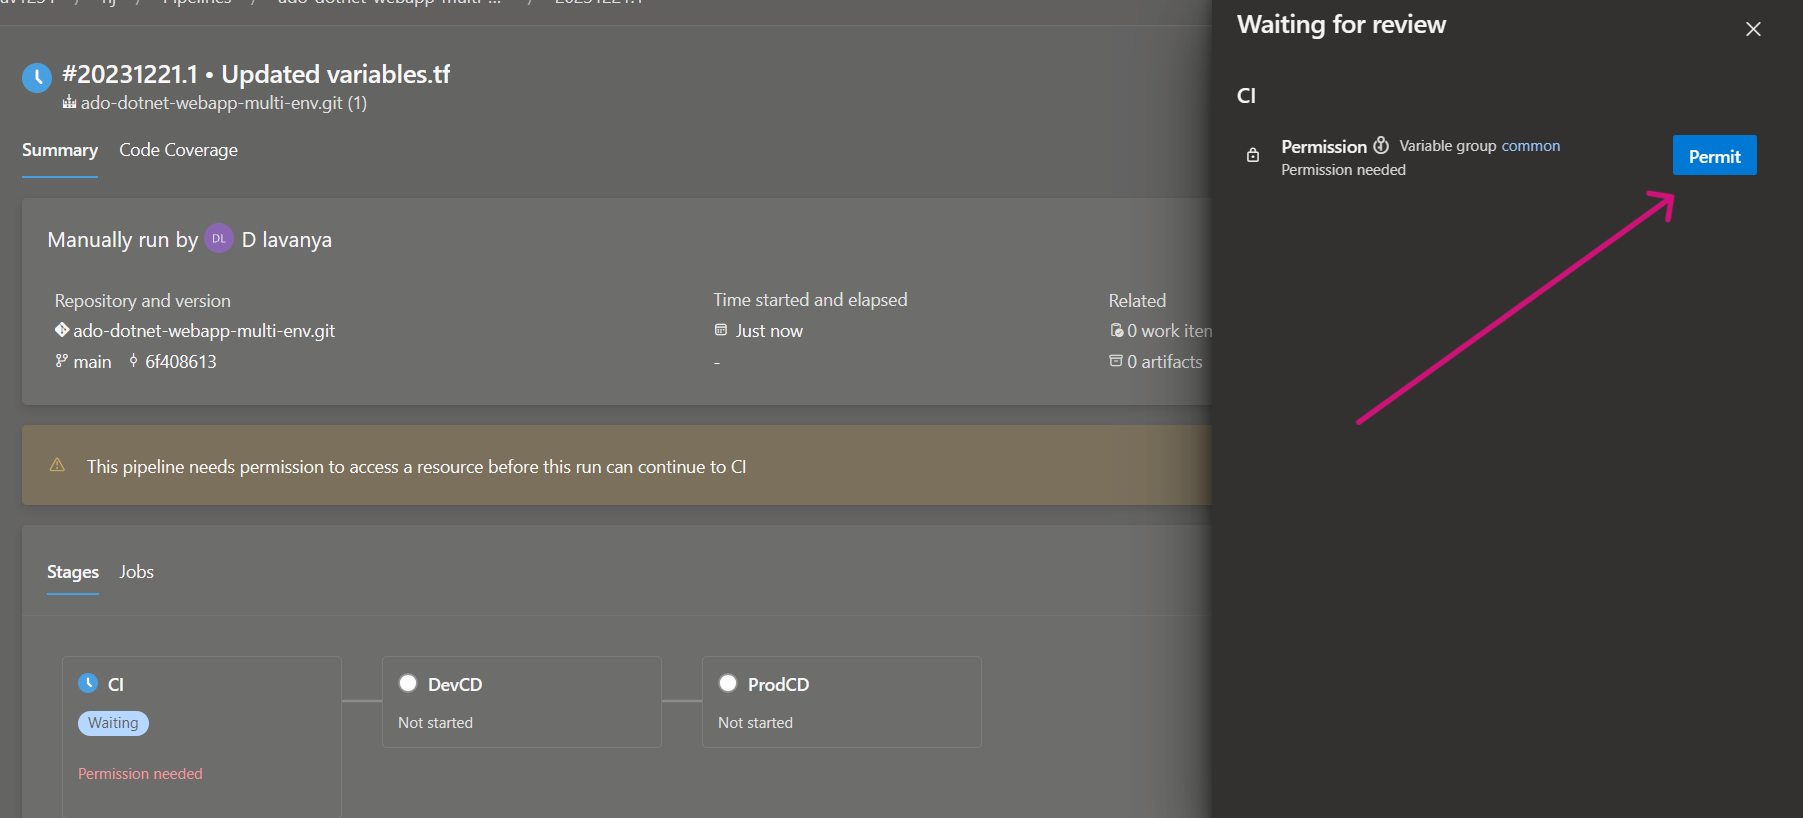 Pipelines / ado-dotnet-webapp-multi-... / 20231221.1
#20231221.1 • Updated variables.tf
ado-dotnet-webapp-multi-env.git (1)
Summary Code Coverage
Manually run by DL D lavanya
Repository and version
ado-dotnet-webapp-multi-env.git
main 6f408613
Time started and elapsed
Just now
-
Related
0 work iten
0 artifacts
This pipeline needs permission to access a resource before this run can continue to CI
Stages Jobs
CI
Waiting
Permission needed
DevCD
Not started
ProdCD
Not started
Waiting for review
CI
Permission Variable group common
Permission needed
Permit